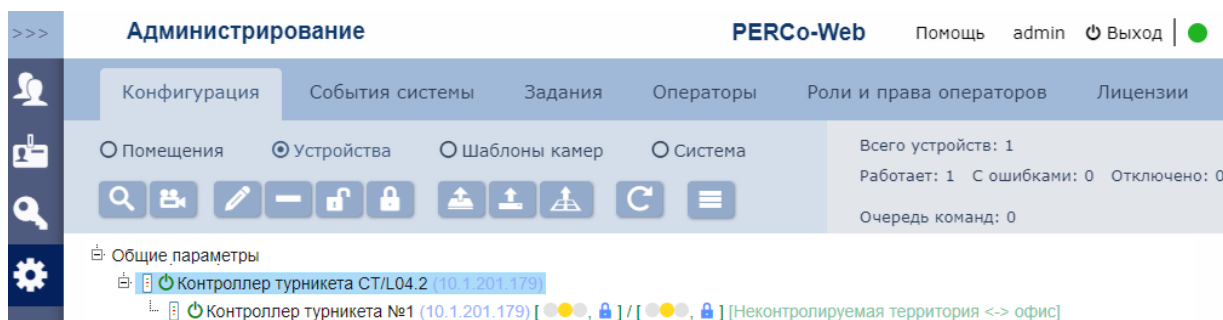 >>> Администрирование PERCo-Web Помощь admin Выход
Конфигурация События системы Задания Операторы Роли и права операторов Лицензии
Помещения Устройства Шаблоны камер Система
Всего устройств: 1
Работает: 1 С ошибками: 0 Отключено: 0
Очередь команд: 0
Общие параметры
Контроллер турникета CT/L04.2 (10.1.201.179)
Контроллер турникета №1 (10.1.201.179) [ , ] / [ , ] [Неконтролируемая территория <-> офис]